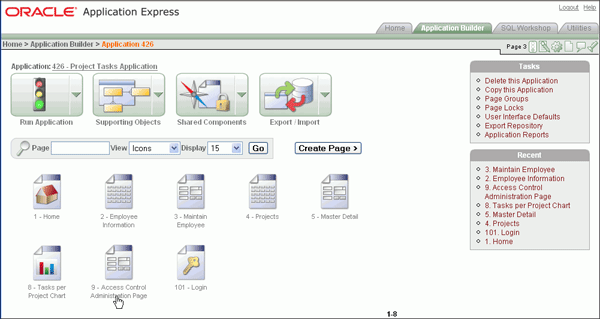 ORACLE Application Express
Logout Help
Home Application Builder SQL Workshop Utilities
Home > Application Builder > Application 426
Page 3
Application: 426 - Project Tasks Application
Run Application
Supporting Objects
Shared Components
Export / Import
Page View Icons Display 15 Go
Create Page >
1 - Home
2 - Employee
Information
3 - Maintain
Employee
4 - Projects
5 - Master Detail
8 - Tasks per
Project Chart
9 - Access Control
Administration Page
101 - Login
1-8
Tasks
Delete this Application
Copy this Application
Page Groups
Page Locks
User Interface Defaults
Export Repository
Application Reports
Recent
3. Maintain Employee
2. Employee Information
9. Access Control
Administration Page
8. Tasks per Project Chart
5. Master Detail
4. Projects
101. Login
1. Home